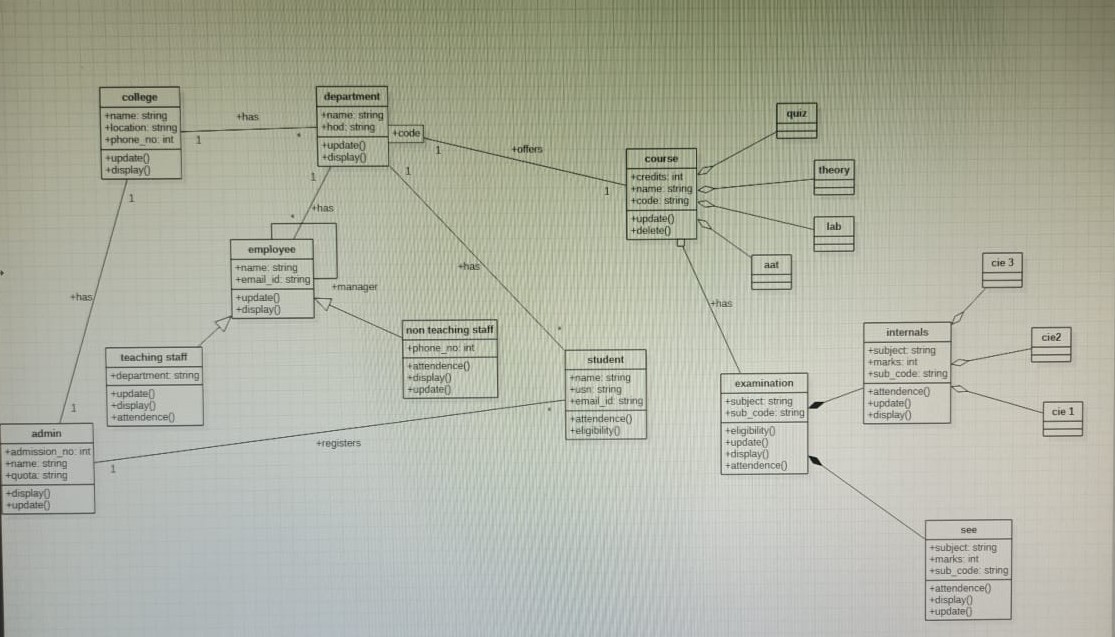 college
+name: string
+location: string
+phone_no: int
+update()
+display()
+has
1
*
department
+name: string
+hod: string
+update()
+display()
+code
1
+offers
1
course
+credits: int
+name: string
+code: string
+update()
+delete()
quiz
theory
lab
aat
1
+has
*
1
+has
*
employee
+name: string
+email_id: string
+update()
+display()
+manager
1
+has
1
teaching staff
+department: string
+update()
+display()
+attendence()
non teaching staff
+phone_no: int
+attendence()
+display()
+update()
student
+name: string
+usn: string
+email_id: string
+attendence()
+eligibility()
*
+registers
1
admin
+admission_no: int
+name: string
+quota: string
+display()
+update()
+has
examination
+subject: string
+sub_code: string
+eligibility()
+update()
+display()
+attendence()
internals
+subject: string
+marks: int
+sub_code: string
+attendence()
+update()
+display()
cie 3
cie2
cie 1
see
+subject: string
+marks: int
+sub_code: string
+attendence()
+display()
+update()